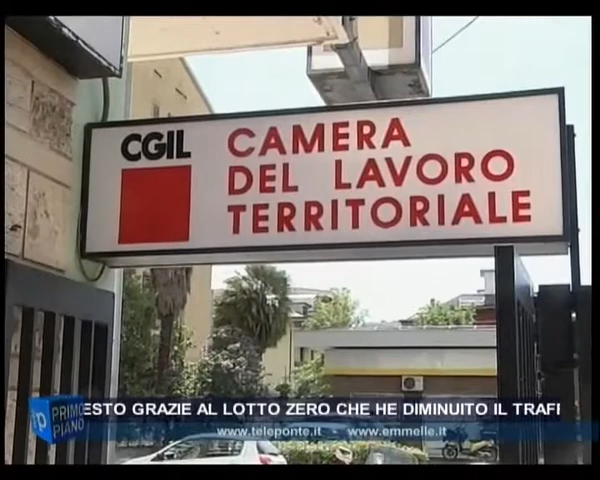 CGIL
CAMERA
DEL LAVORO
TERRITORIALE
PRIMO
PIANO
ESTO GRAZIE AL LOTTO ZERO CHE HE DIMINUITO IL TRAFI
www.teleponte.it www.emmelle.it